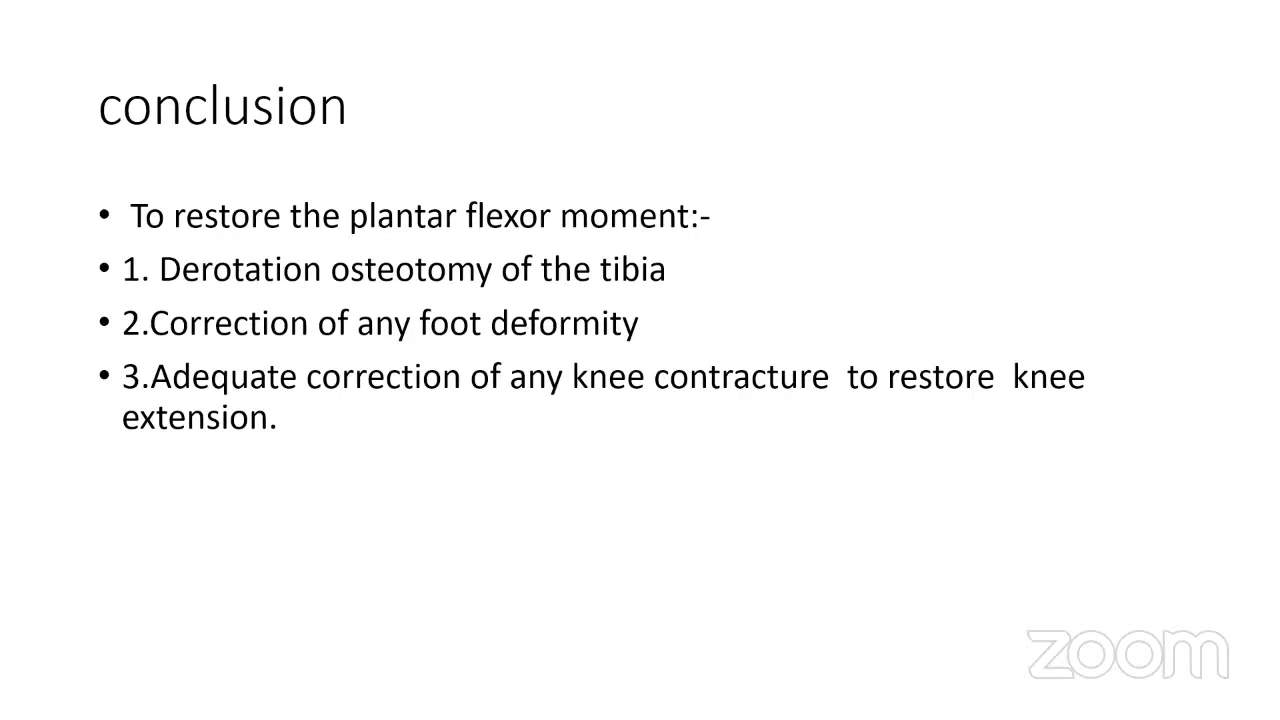 conclusion
• To restore the plantar flexor moment:-
• 1. Derotation osteotomy of the tibia
• 2.Correction of any foot deformity
• 3.Adequate correction of any knee contracture to restore knee
extension.
zoom